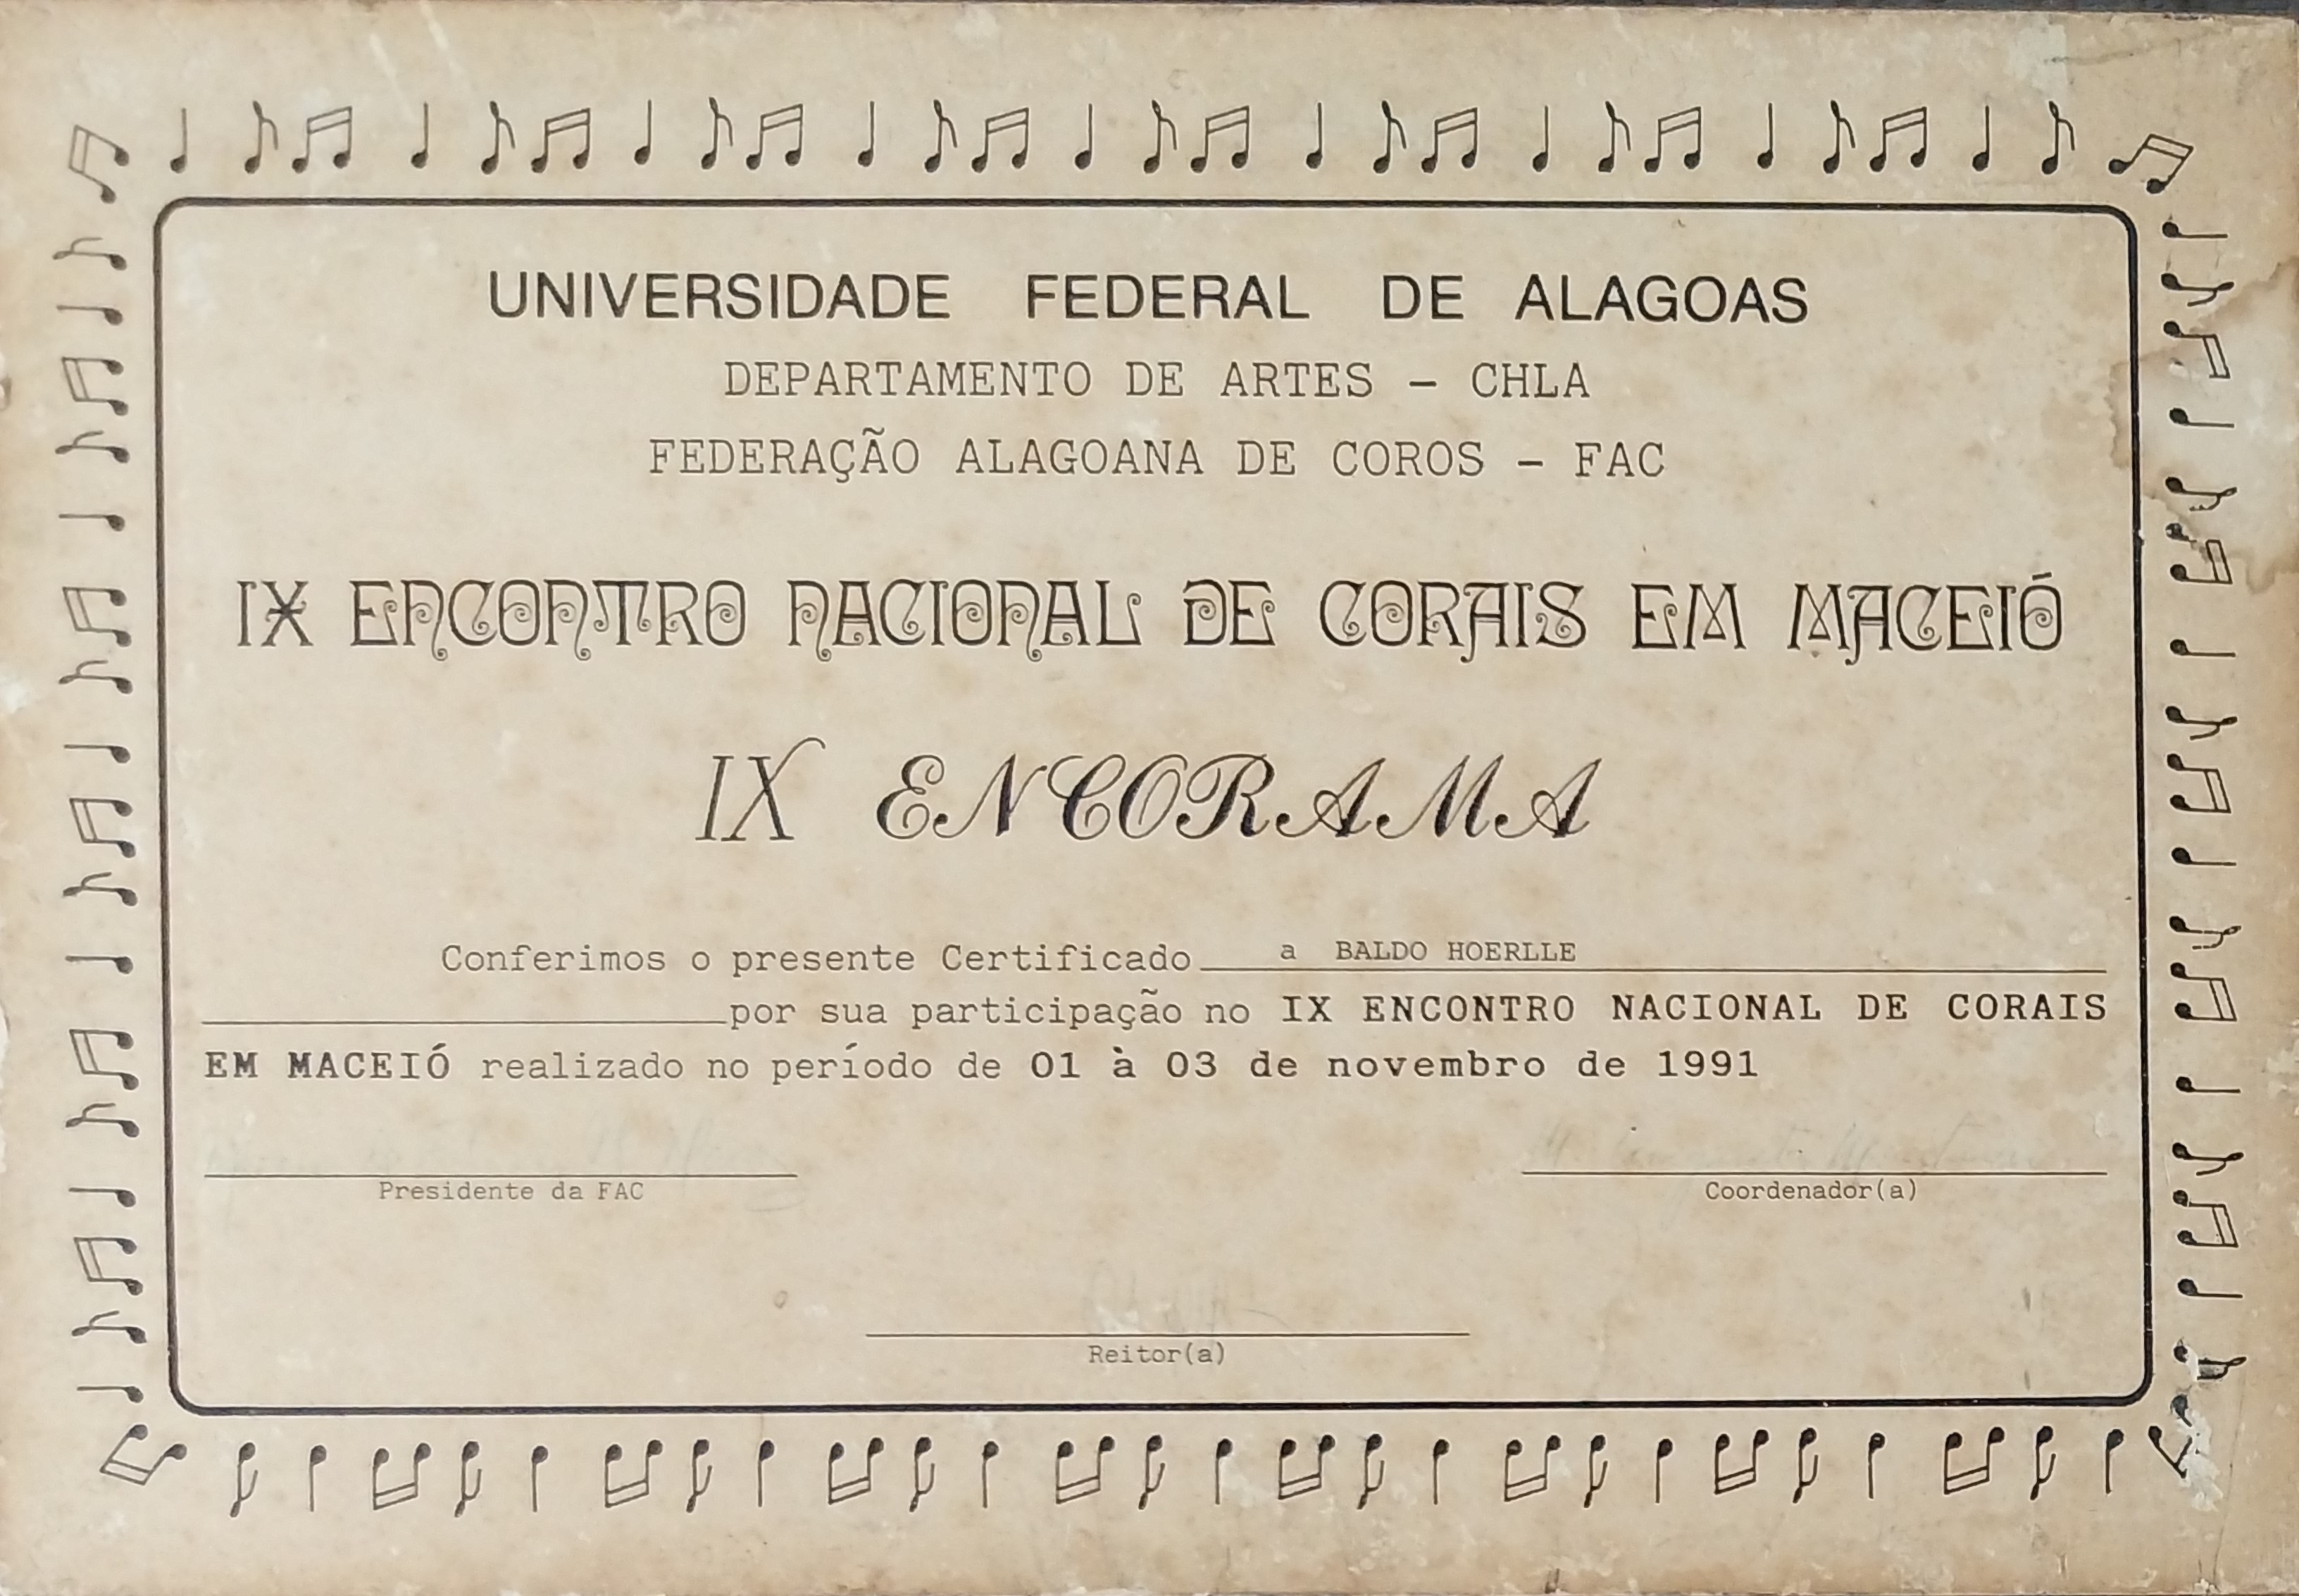 UNIVERSIDADE FEDERAL DE ALAGOAS
DEPARTAMENTO DE ARTES - CHLA
FEDERAÇÃO ALAGOANA DE COROS - FAC
IX ENCONTRO NACIONAL DE CORAIS EM MACEIÓ
IX ENCORAMA
Conferimos o presente Certificado a BALDO HOERLLE
por sua participação no IX ENCONTRO NACIONAL DE CORAIS
EM MACEIÓ realizado no período de 01 à 03 de novembro de 1991
Presidente da FAC
Coordenador(a)
Reitor(a)